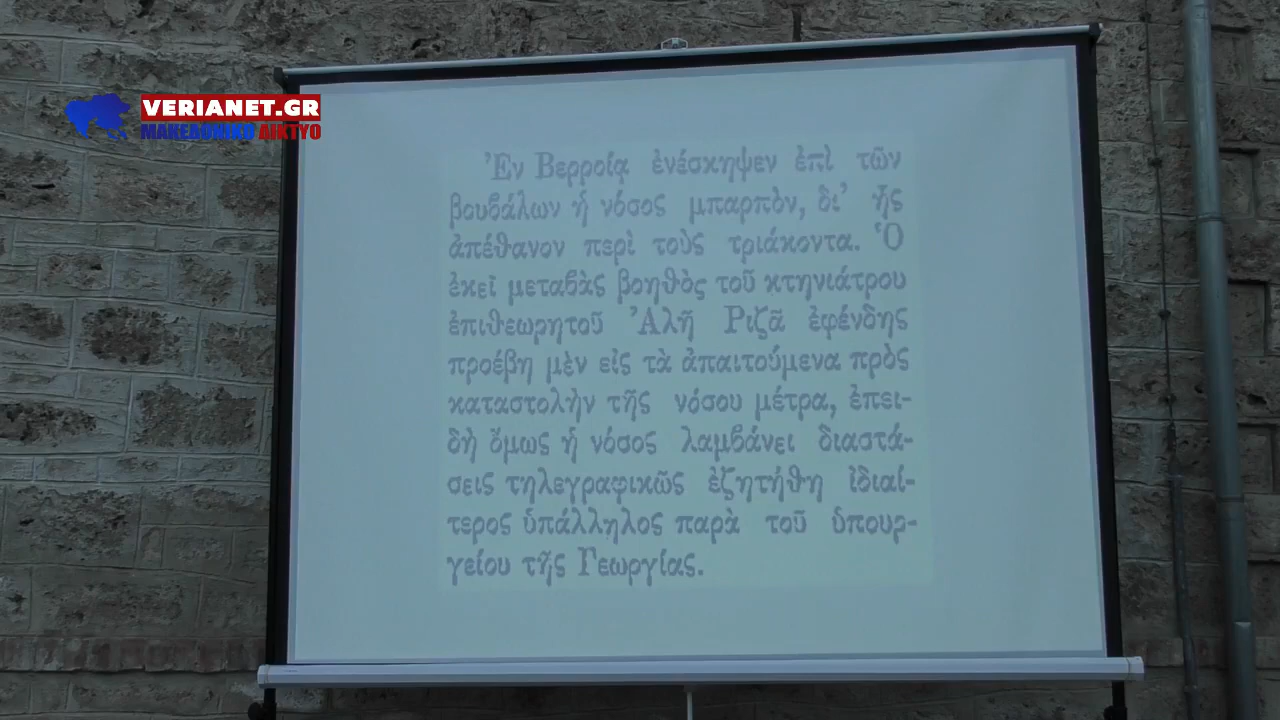 VERIANET.GR
ΜΑΚΕΔΟΝΙΚΟ ΔΙΚΤΥΟ
Ἐν Βερροίᾳ ἐνέσκηψεν ἐπὶ τῶν
βουβάλων ἡ νόσος μπαρπὸν, δι’ ἧς
ἀπέθανον περὶ τοὺς τριάκοντα. Ὁ
ἐκεῖ μεταβὰς βοηθὸς τοῦ κτηνιάτρου
ἐπιθεωρητοῦ Ἀλῆ Ριζᾶ ἐφένδης
προέβη μὲν εἰς τὰ ἀπαιτούμενα πρὸς
καταστολὴν τῆς νόσου μέτρα, ἐπει-
δὴ ὅμως ἡ νόσος λαμβάνει διαστά-
σεις τηλεγραφικῶς ἐζητήθη ἰδιαί-
τερος ὑπάλληλος παρὰ τοῦ ὑπουρ-
γείου τῆς Γεωργίας.